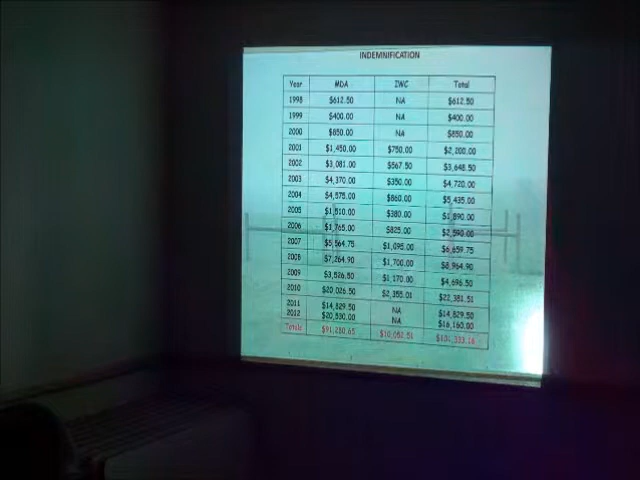 INDEMNIFICATION
Year MDA ZWC Total
1998 $612.50 NA $612.50
1999 $400.00 NA $400.00
2000 $850.00 NA $850.00
2001 $1,450.00 $750.00 $2,200.00
2002 $3,081.00 $567.50 $3,648.50
2003 $4,370.00 $350.00 $4,720.00
2004 $4,575.00 $860.00 $5,435.00
2005 $1,510.00 $380.00 $1,890.00
2006 $1,765.00 $825.00 $2,590.00
2007 $5,564.75 $1,095.00 $6,659.75
2008 $7,264.90 $1,700.00 $8,964.90
2009 $3,526.50 $1,170.00 $4,696.50
2010 $20,026.50 $2,355.01 $22,381.51
2011 $14,829.50 NA $14,829.50
2012 $20,530.00 NA $16,160.00
Totals $10,052.51